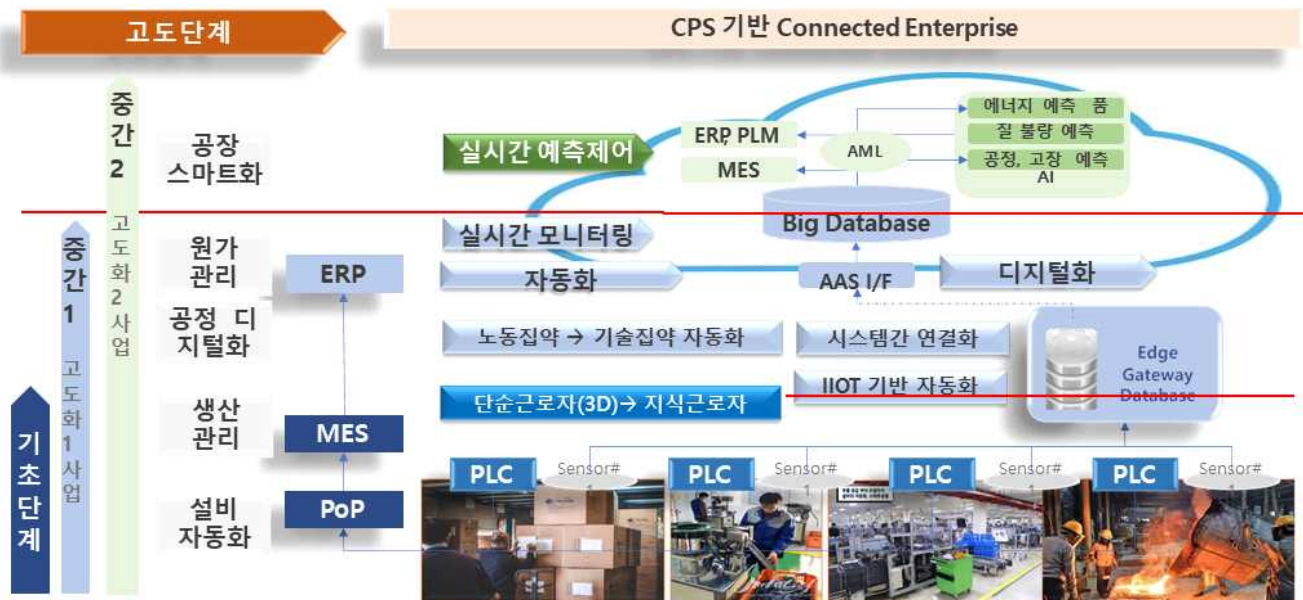 고도단계
CPS 기반 Connected Enterprise
중간2 고도화2사업
중간1 고도화1사업
기초단계
공장
스마트화
원가
관리
공정 디
지털화
생산
관리
설비
자동화
ERP
MES
PoP
실시간 예측제어
실시간 모니터링
자동화
디지털화
ERP, PLM
MES
AML
에너지 예측 품
질 불량 예측
공정, 고장 예측
AI
Big Database
AAS I/F
노동집약 → 기술집약 자동화
시스템간 연결화
IIOT 기반 자동화
단순근로자(3D)→ 지식근로자
Edge
Gateway
Database
PLC
Sensor#
1
PLC
Sensor#
1
PLC
Sensor#
1
PLC
Sensor#
1